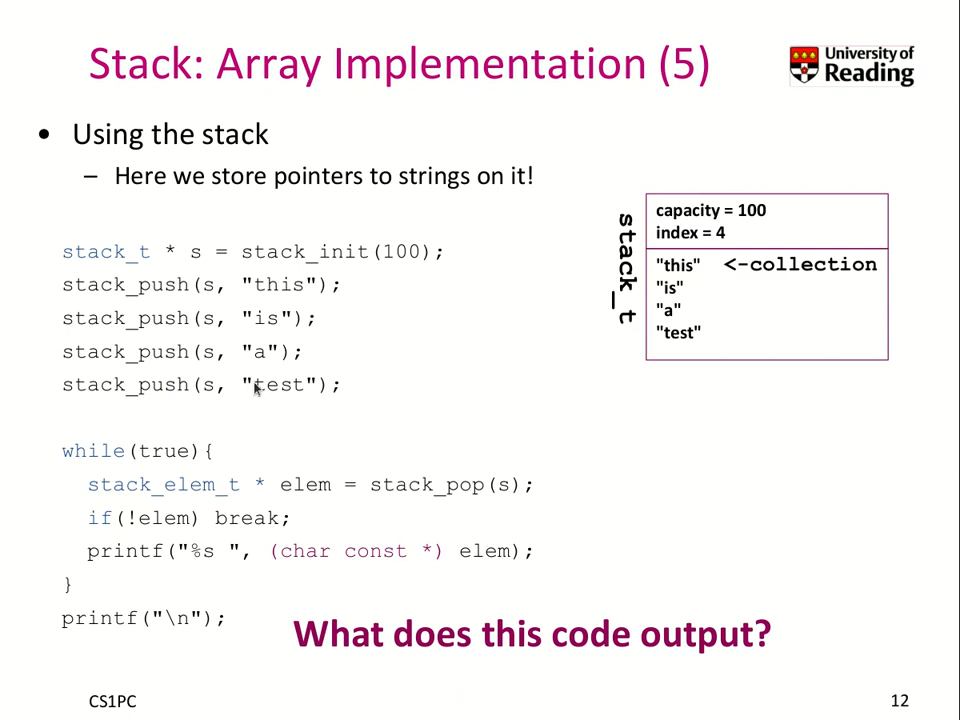 Stack: Array Implementation (5)
University of
Reading
• Using the stack
– Here we store pointers to strings on it!
stack_t * s = stack_init(100);
stack_push(s, "this");
stack_push(s, "is");
stack_push(s, "a");
stack_push(s, "test");
while(true){
stack_elem_t * elem = stack_pop(s);
if(!elem) break;
printf("%s ", (char const *) elem);
}
printf("\n");
stack_t
capacity = 100
index = 4
"this" <-collection
"is"
"a"
"test"
What does this code output?
CS1PC
12